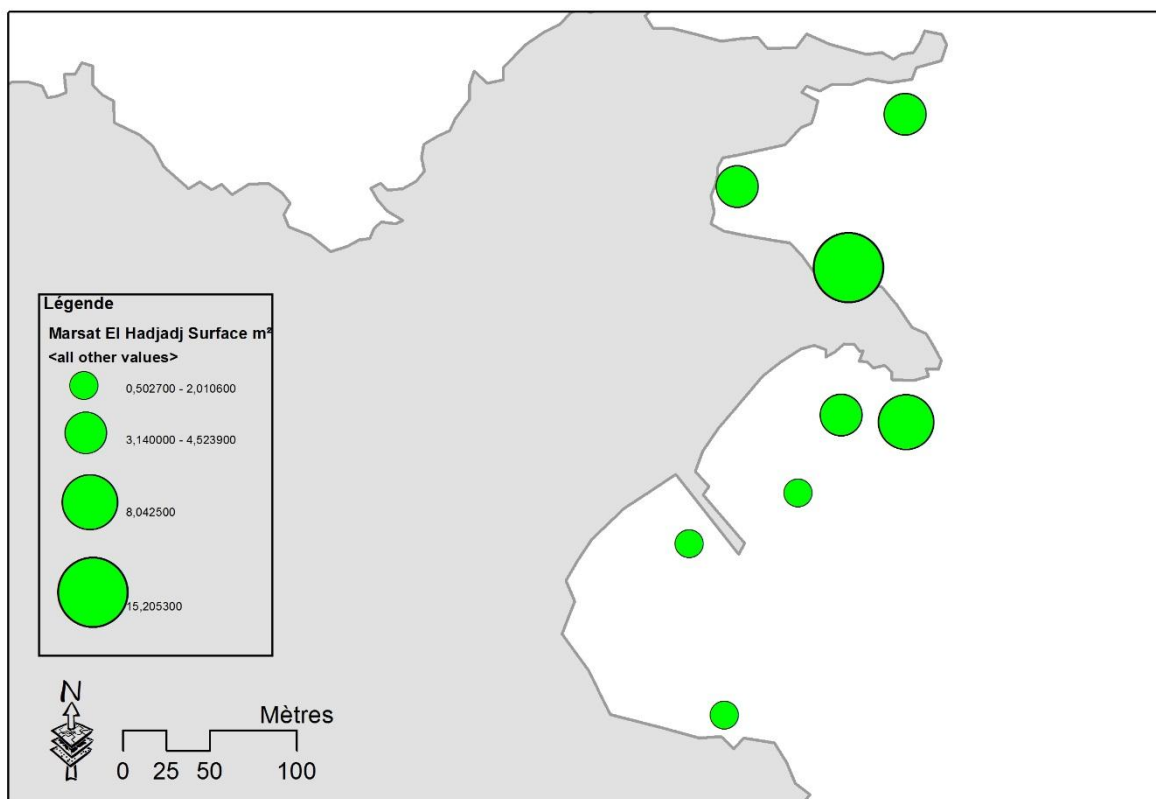 Légende
Marsat El Hadjadj Surface m²
<all other values>
0,502700 - 2,010600
3,140000 - 4,523900
8,042500
15,205300
N
Mètres
0 25 50 100